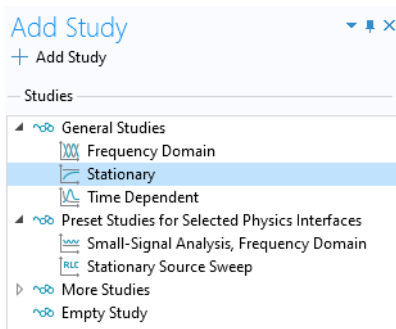 Add Study
+ Add Study
Studies
General Studies
Frequency Domain
Stationary
Time Dependent
Preset Studies for Selected Physics Interfaces
Small-Signal Analysis, Frequency Domain
RLC Stationary Source Sweep
More Studies
Empty Study